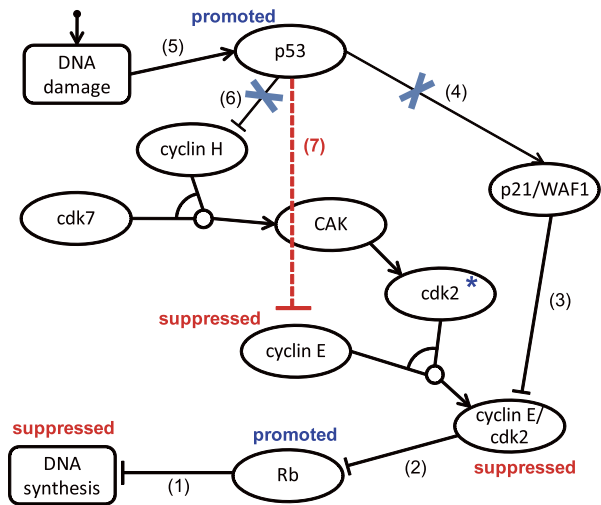 promoted
(5)
p53
DNA
damage
(6)
(4)
cyclin H
(7)
p21/WAF1
cdk7
CAK
cdk2 *
(3)
suppressed
cyclin E
cyclin E/
cdk2
suppressed
promoted
suppressed
DNA
synthesis
(1)
Rb
(2)